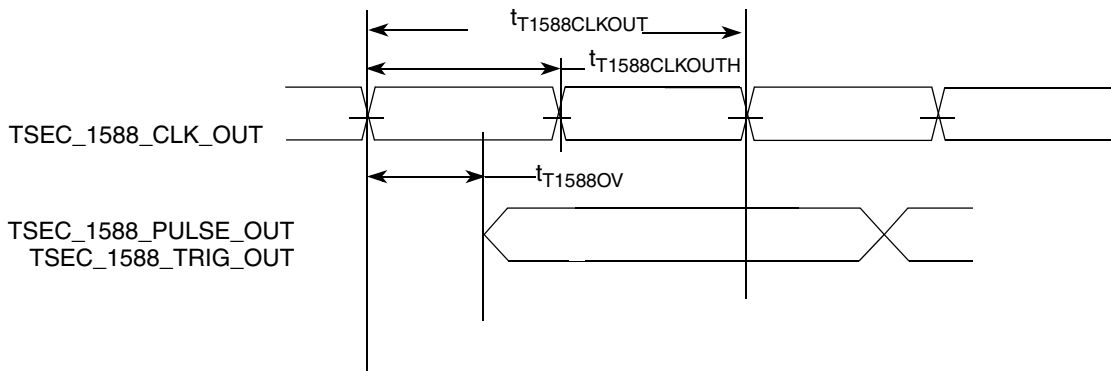 tT1588CLKOUT
tT1588CLKOUTH
TSEC_1588_CLK_OUT
tT1588OV
TSEC_1588_PULSE_OUT
TSEC_1588_TRIG_OUT